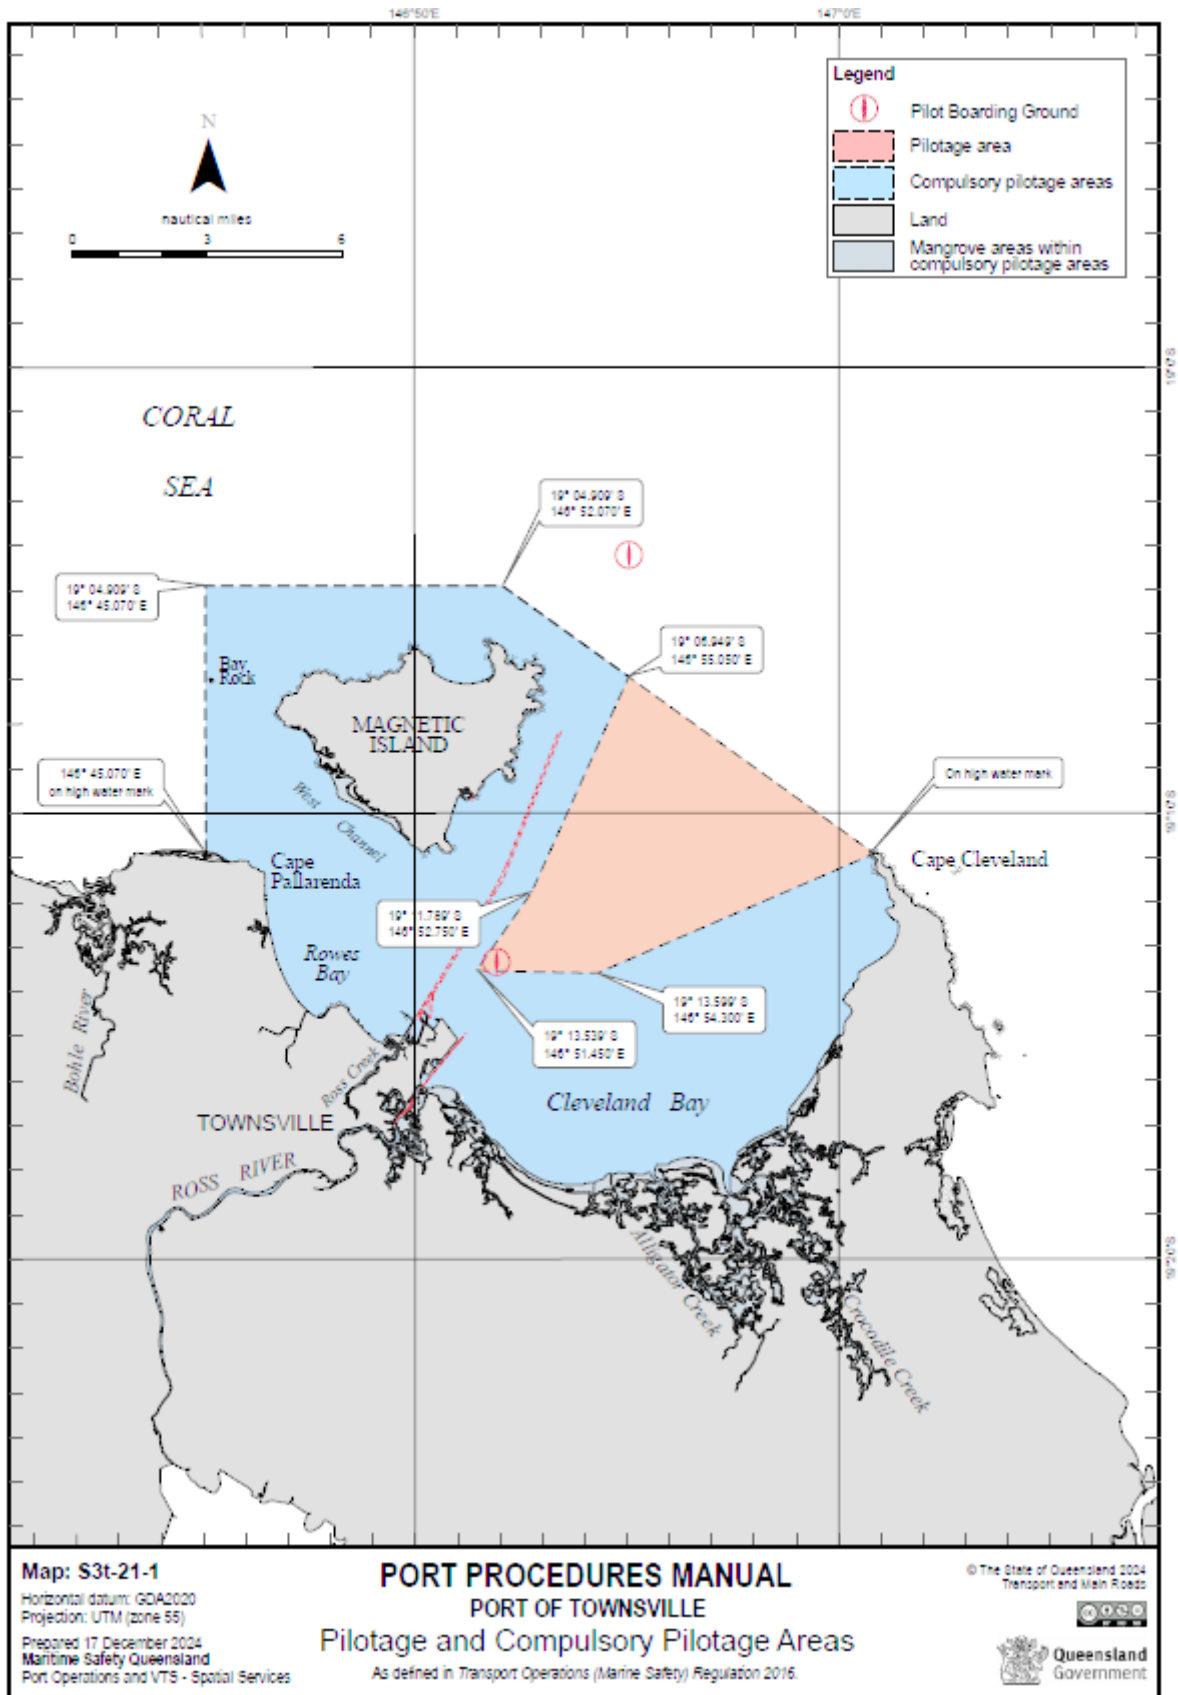 146°50'E
147°0'E
Legend
Pilot Boarding Ground
Pilotage area
Compulsory pilotage areas
Land
Mangrove areas within
compulsory pilotage areas
N
nautical miles
0 3 6
19°0'S
CORAL
SEA
19° 04.909' S
146° 52.070' E
19° 04.909' S
146° 45.070' E
19° 06.949' S
146° 55.050' E
Bay
Rock
MAGNETIC
ISLAND
146° 45.070' E
on high water mark
On high water mark
19°10'S
West
Channel
Cape
Pallarenda
Cape Cleveland
19° 11.789' S
146° 52.750' E
Rowes
Bay
19° 13.599' S
146° 54.300' E
19° 13.539' S
146° 51.450' E
Bohle River
Ross Creek
Cleveland Bay
TOWNSVILLE
ROSS RIVER
Alligator Creek
Crocodile Creek
19°20'S
Map: S3t-21-1
Horizontal datum: GDA2020
Projection: UTM (zone 55)
Prepared 17 December 2024
Maritime Safety Queensland
Port Operations and VTS - Spatial Services
PORT PROCEDURES MANUAL
PORT OF TOWNSVILLE
Pilotage and Compulsory Pilotage Areas
As defined in Transport Operations (Marine Safety) Regulation 2016.
© The State of Queensland 2024
Transport and Main Roads
Queensland
Government